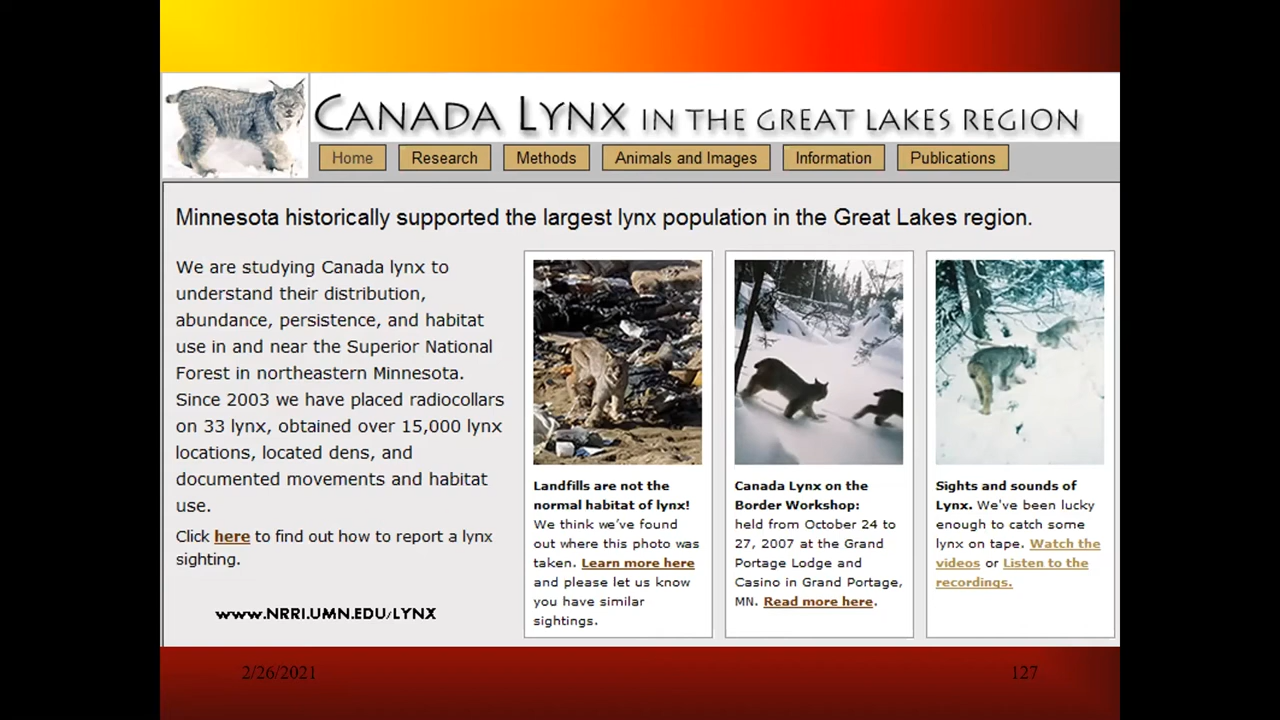 CANADA LYNX IN THE GREAT LAKES REGION
Home Research Methods Animals and Images Information Publications
Minnesota historically supported the largest lynx population in the Great Lakes region.
We are studying Canada lynx to
understand their distribution,
abundance, persistence, and habitat
use in and near the Superior National
Forest in northeastern Minnesota.
Since 2003 we have placed radiocollars
on 33 lynx, obtained over 15,000 lynx
locations, located dens, and
documented movements and habitat
use.
Click here to find out how to report a lynx
sighting.
www.NRRI.UMN.EDU/LYNX
Landfills are not the
normal habitat of lynx!
We think we've found
out where this photo was
taken. Learn more here
and please let us know
you have similar
sightings.
Canada Lynx on the
Border Workshop:
held from October 24 to
27, 2007 at the Grand
Portage Lodge and
Casino in Grand Portage,
MN. Read more here.
Sights and sounds of
Lynx. We've been lucky
enough to catch some
lynx on tape. Watch the
videos or Listen to the
recordings.
2/26/2021
127